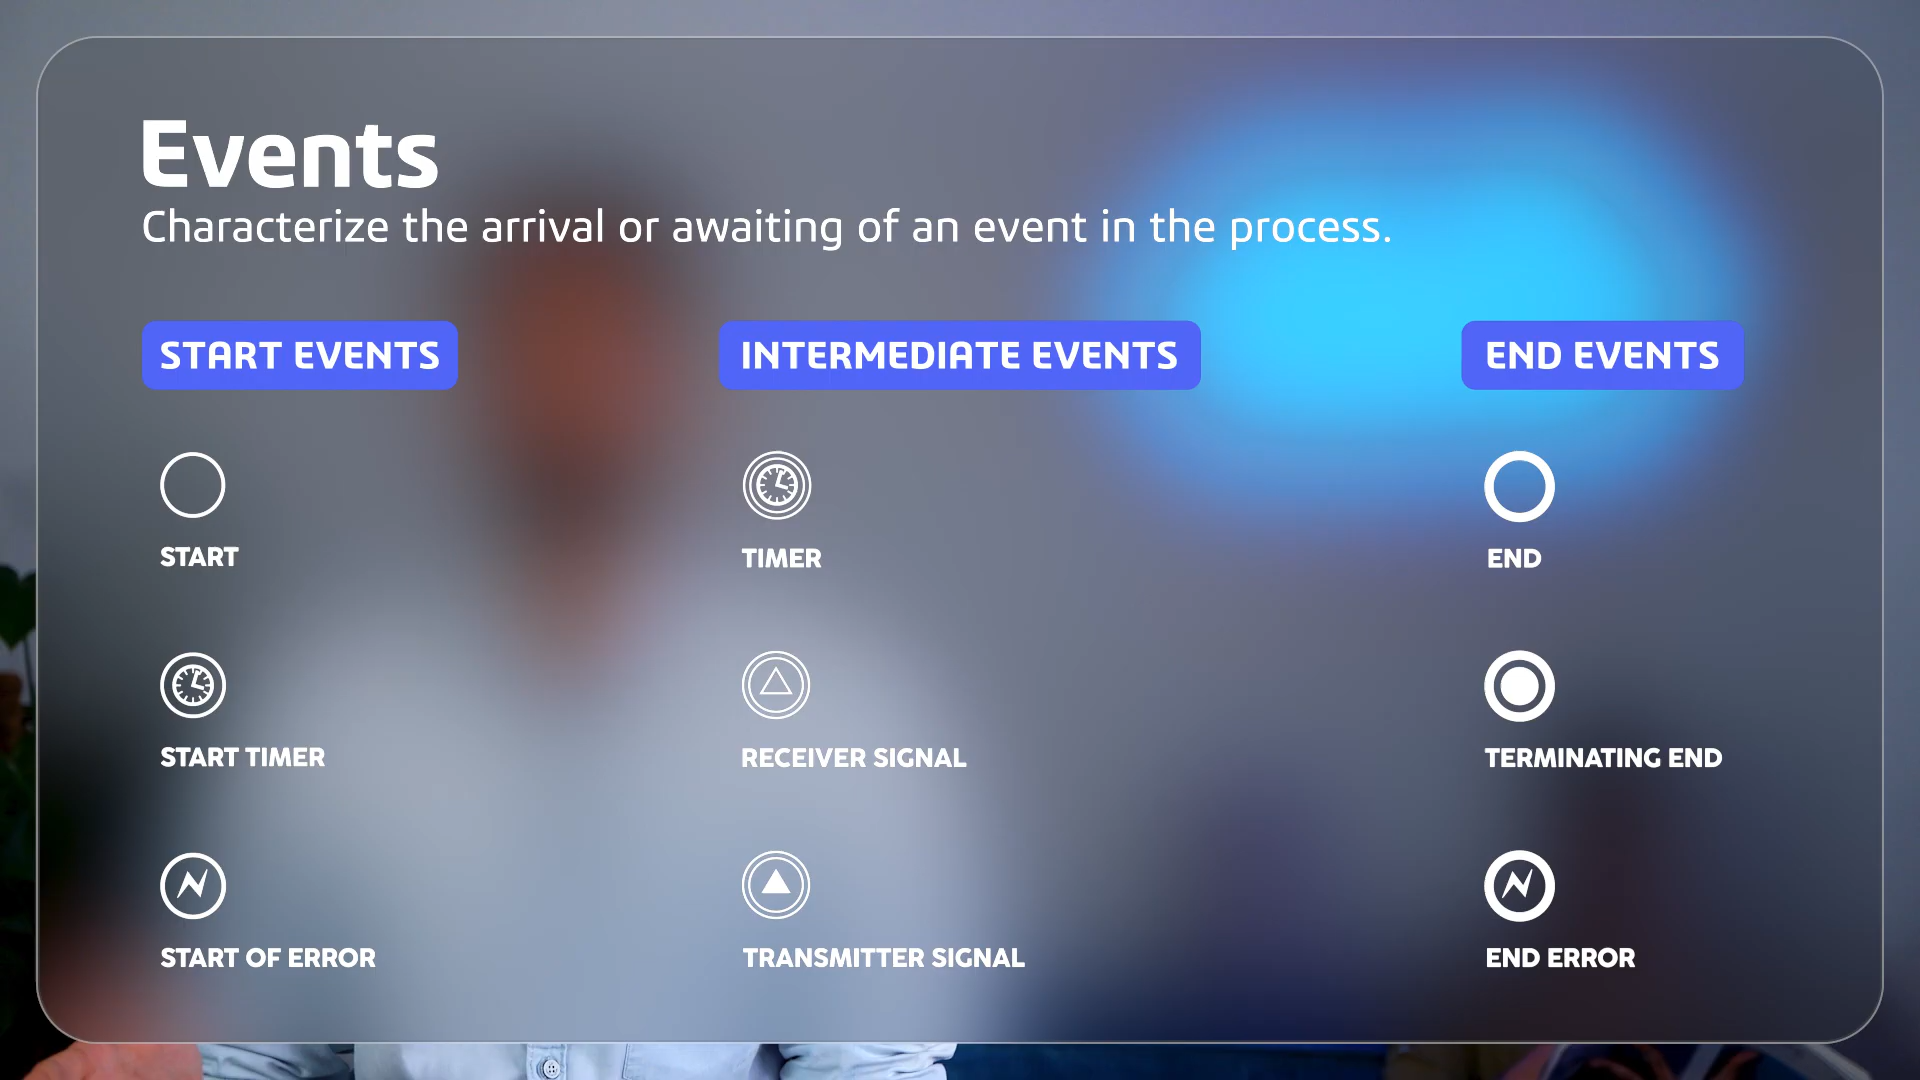 Events
Characterize the arrival or awaiting of an event in the process.
START EVENTS
START
START TIMER
START OF ERROR
INTERMEDIATE EVENTS
TIMER
RECEIVER SIGNAL
TRANSMITTER SIGNAL
END EVENTS
END
TERMINATING END
END ERROR